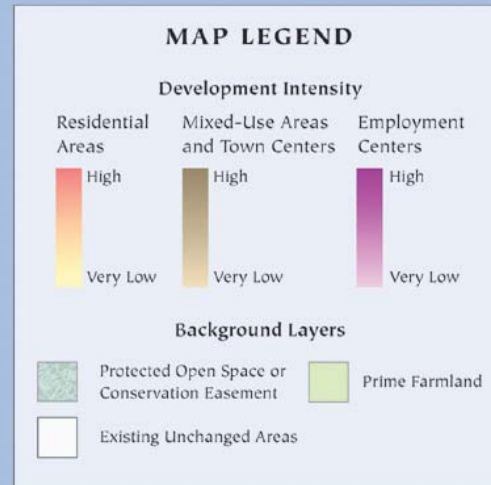 MAP LEGEND
Development Intensity
Residential
Areas
High
Very Low
Mixed-Use Areas
and Town Centers
High
Very Low
Employment
Centers
High
Very Low
Background Layers
Protected Open Space or
Conservation Easement
Prime Farmland
Existing Unchanged Areas